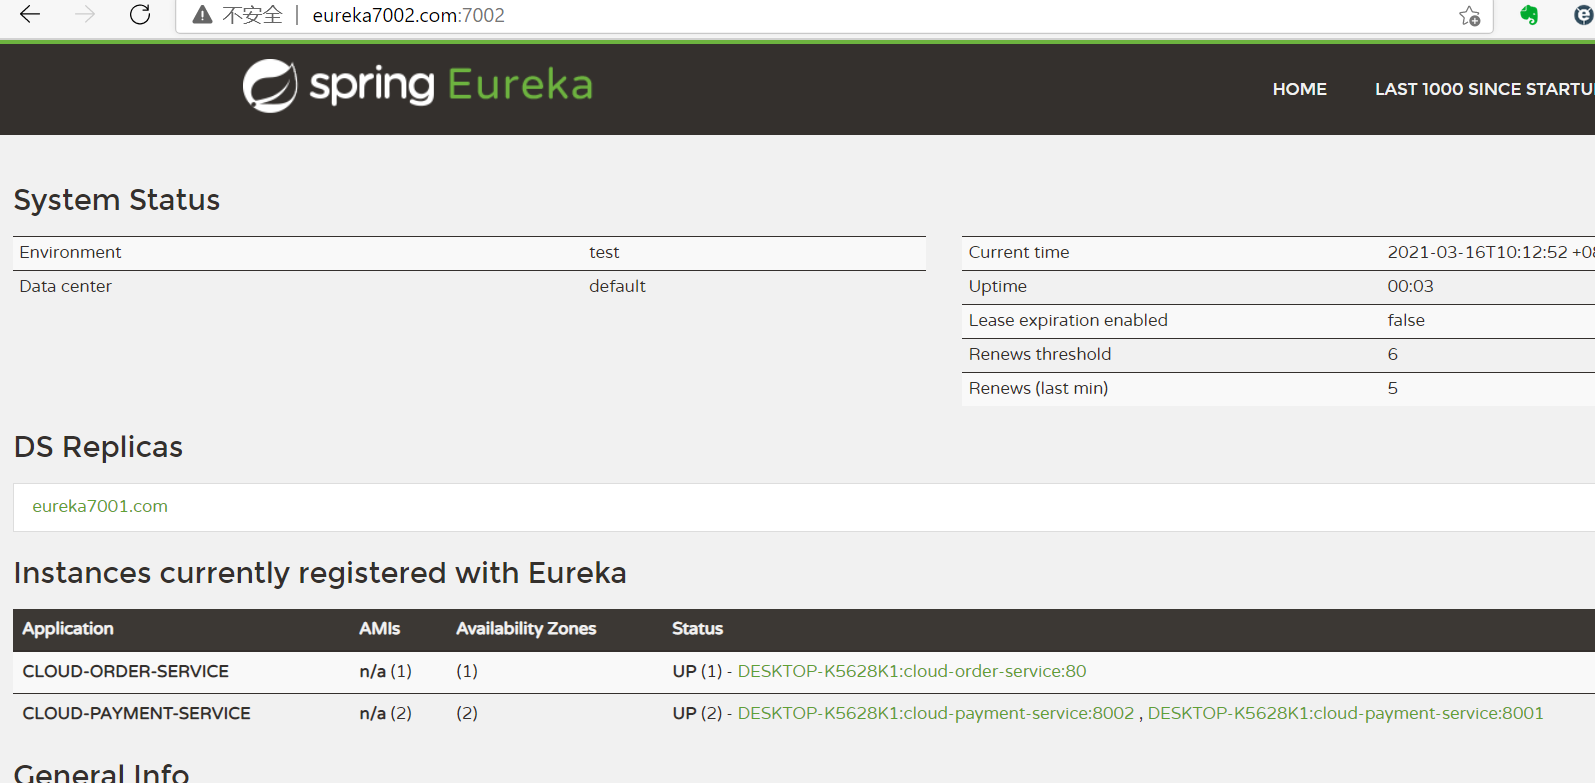 不安全 | eureka7002.com:7002
spring Eureka
HOME LAST 1000 SINCE STARTU
System Status
Environment test
Data center default
Current time 2021-03-16T10:12:52 +08
Uptime 00:03
Lease expiration enabled false
Renews threshold 6
Renews (last min) 5
DS Replicas
eureka7001.com
Instances currently registered with Eureka
Application AMIs Availability Zones Status
CLOUD-ORDER-SERVICE n/a (1) (1) UP (1) - DESKTOP-K5628K1:cloud-order-service:80
CLOUD-PAYMENT-SERVICE n/a (2) (2) UP (2) - DESKTOP-K5628K1:cloud-payment-service:8002 , DESKTOP-K5628K1:cloud-payment-service:8001
General Info